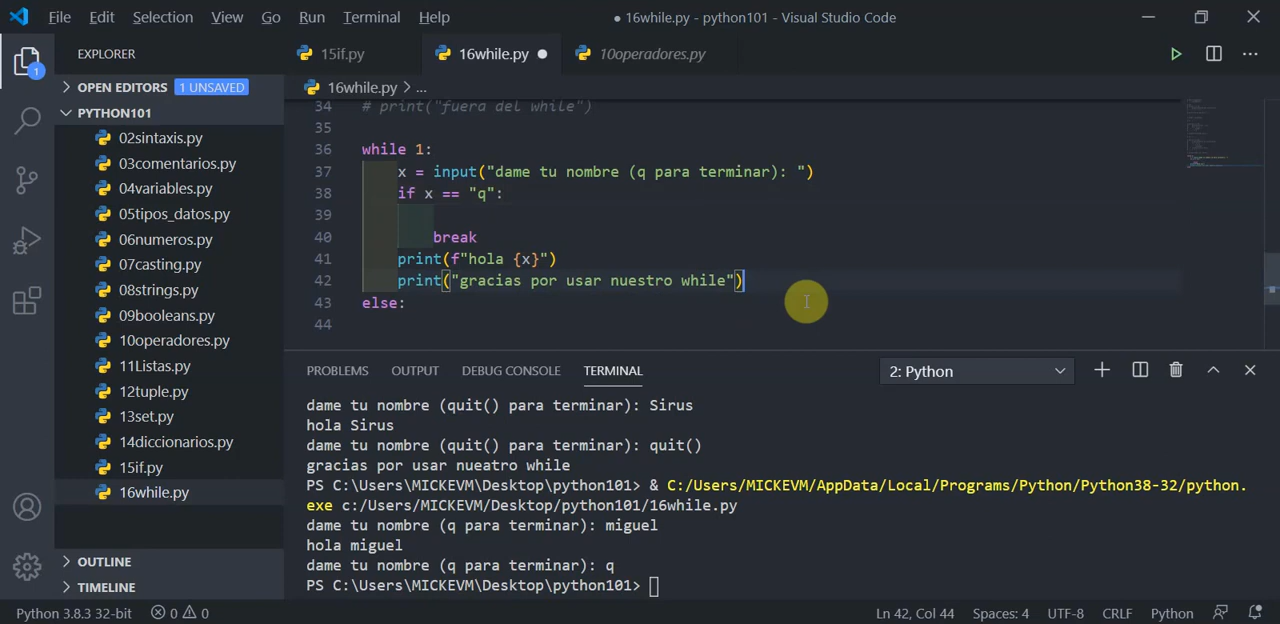 File Edit Selection View Go Run Terminal Help
● 16while.py - python101 - Visual Studio Code
EXPLORER
15if.py
16while.py ●
10operadores.py
1
OPEN EDITORS 1 UNSAVED
16while.py > ...
PYTHON101
02sintaxis.py
03comentarios.py
04variables.py
05tipos_datos.py
06numeros.py
07casting.py
08strings.py
09booleans.py
10operadores.py
11Listas.py
12tuple.py
13set.py
14diccionarios.py
15if.py
16while.py
OUTLINE
TIMELINE
34 # print("fuera del while")
35
36 while 1:
37 x = input("dame tu nombre (q para terminar): ")
38 if x == "q":
39
40 break
41 print(f"hola {x}")
42 print("gracias por usar nuestro while")
43 else:
44
PROBLEMS OUTPUT DEBUG CONSOLE TERMINAL 2: Python
dame tu nombre (quit() para terminar): Sirus
hola Sirus
dame tu nombre (quit() para terminar): quit()
gracias por usar nueatro while
PS C:\Users\MICKEVM\Desktop\python101> & C:/Users/MICKEVM/AppData/Local/Programs/Python/Python38-32/python.
exe c:/Users/MICKEVM/Desktop/python101/16while.py
dame tu nombre (q para terminar): miguel
hola miguel
dame tu nombre (q para terminar): q
PS C:\Users\MICKEVM\Desktop\python101>
Python 3.8.3 32-bit 0 0 Ln 42, Col 44 Spaces: 4 UTF-8 CRLF Python